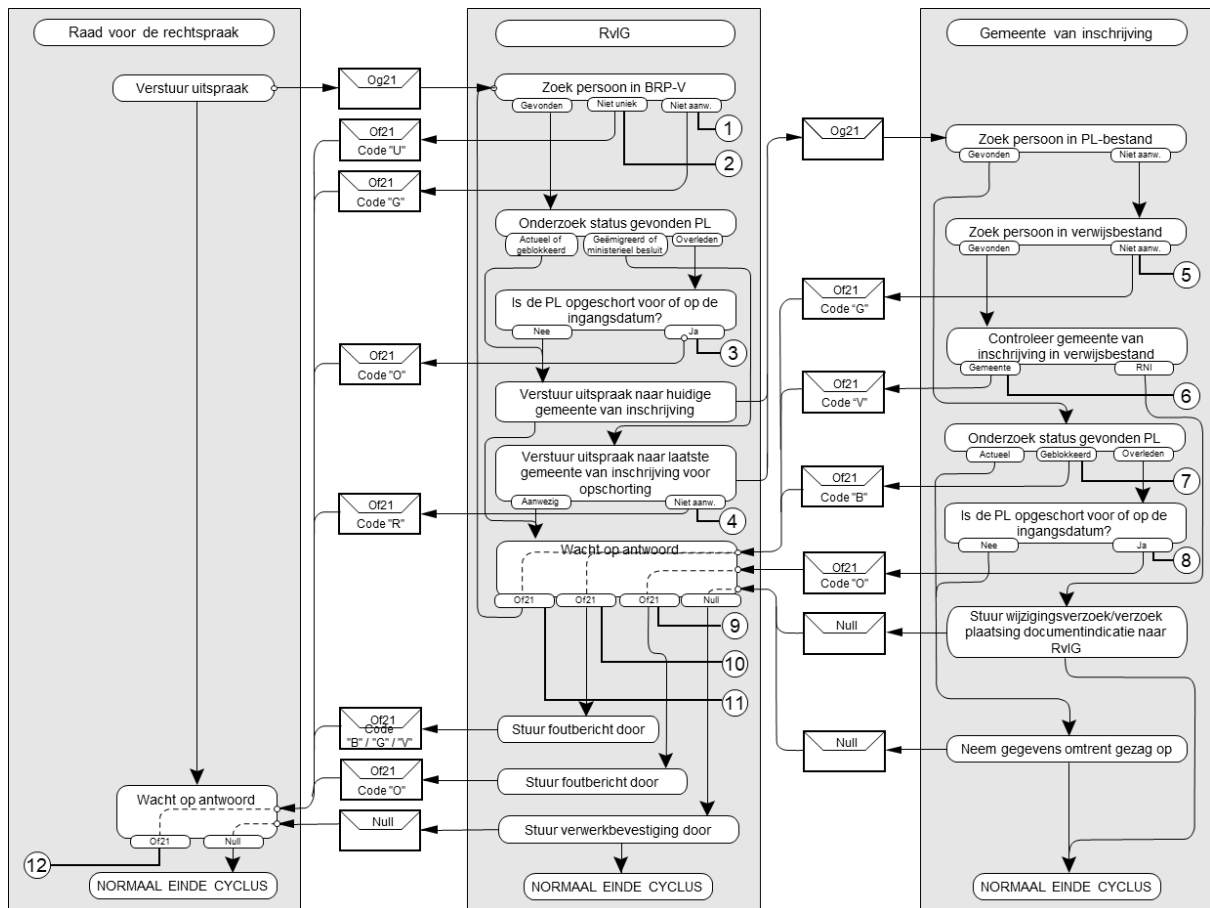 Raad voor de rechtspraak
Verstuur uitspraak
Wacht op antwoord
Of21
Null
12
NORMAAL EINDE CYCLUS
Og21
Of21
Code "U"
Of21
Code "G"
Of21
Code "O"
Of21
Code "R"
Of21
Code
"B" / "G" / "V"
Of21
Code "O"
Null
RvIG
Zoek persoon in BRP-V
Gevonden
Niet uniek
Niet aanw.
1
2
Onderzoek status gevonden PL
Actueel of
geblokkeerd
Geëmigreerd of
ministerieel besluit
Overleden
Is de PL opgeschort voor of op de
ingangsdatum?
Nee
Ja
3
Verstuur uitspraak naar huidige
gemeente van inschrijving
Verstuur uitspraak naar laatste
gemeente van inschrijving voor
opschorting
Aanwezig
Niet aanw.
4
Wacht op antwoord
Of21
Of21
Of21
Null
9
10
11
Stuur foutbericht door
Stuur foutbericht door
Stuur verwerkbevestiging door
NORMAAL EINDE CYCLUS
Og21
Of21
Code "G"
Of21
Code "V"
Of21
Code "B"
Of21
Code "O"
Null
Null
Gemeente van inschrijving
Zoek persoon in PL-bestand
Gevonden
Niet aanw.
Zoek persoon in verwijsbestand
Gevonden
Niet aanw.
5
Controleer gemeente van
inschrijving in verwijsbestand
Gemeente
RNI
6
Onderzoek status gevonden PL
Actueel
Geblokkeerd
Overleden
7
Is de PL opgeschort voor of op de
ingangsdatum?
Nee
Ja
8
Stuur wijzigingsverzoek/verzoek
plaatsing documentindicatie naar
RvIG
Neem gegevens omtrent gezag op
NORMAAL EINDE CYCLUS